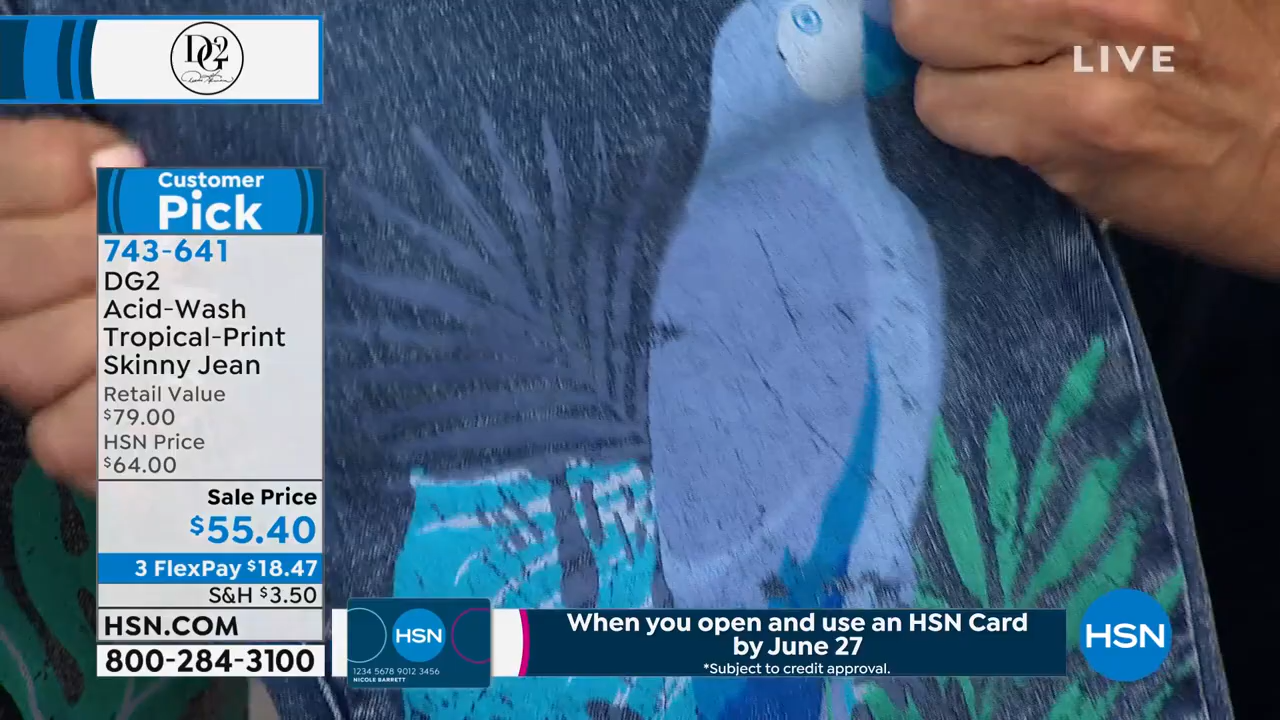 DG2
LIVE
Customer
Pick
743-641
DG2
Acid-Wash
Tropical-Print
Skinny Jean
Retail Value
$79.00
HSN Price
$64.00
Sale Price
$55.40
3 FlexPay $18.47
S&H $3.50
HSN.COM
800-284-3100
HSN
1234 5678 9012 3456
NICOLE BARRETT
When you open and use an HSN Card
by June 27
*Subject to credit approval.
HSN